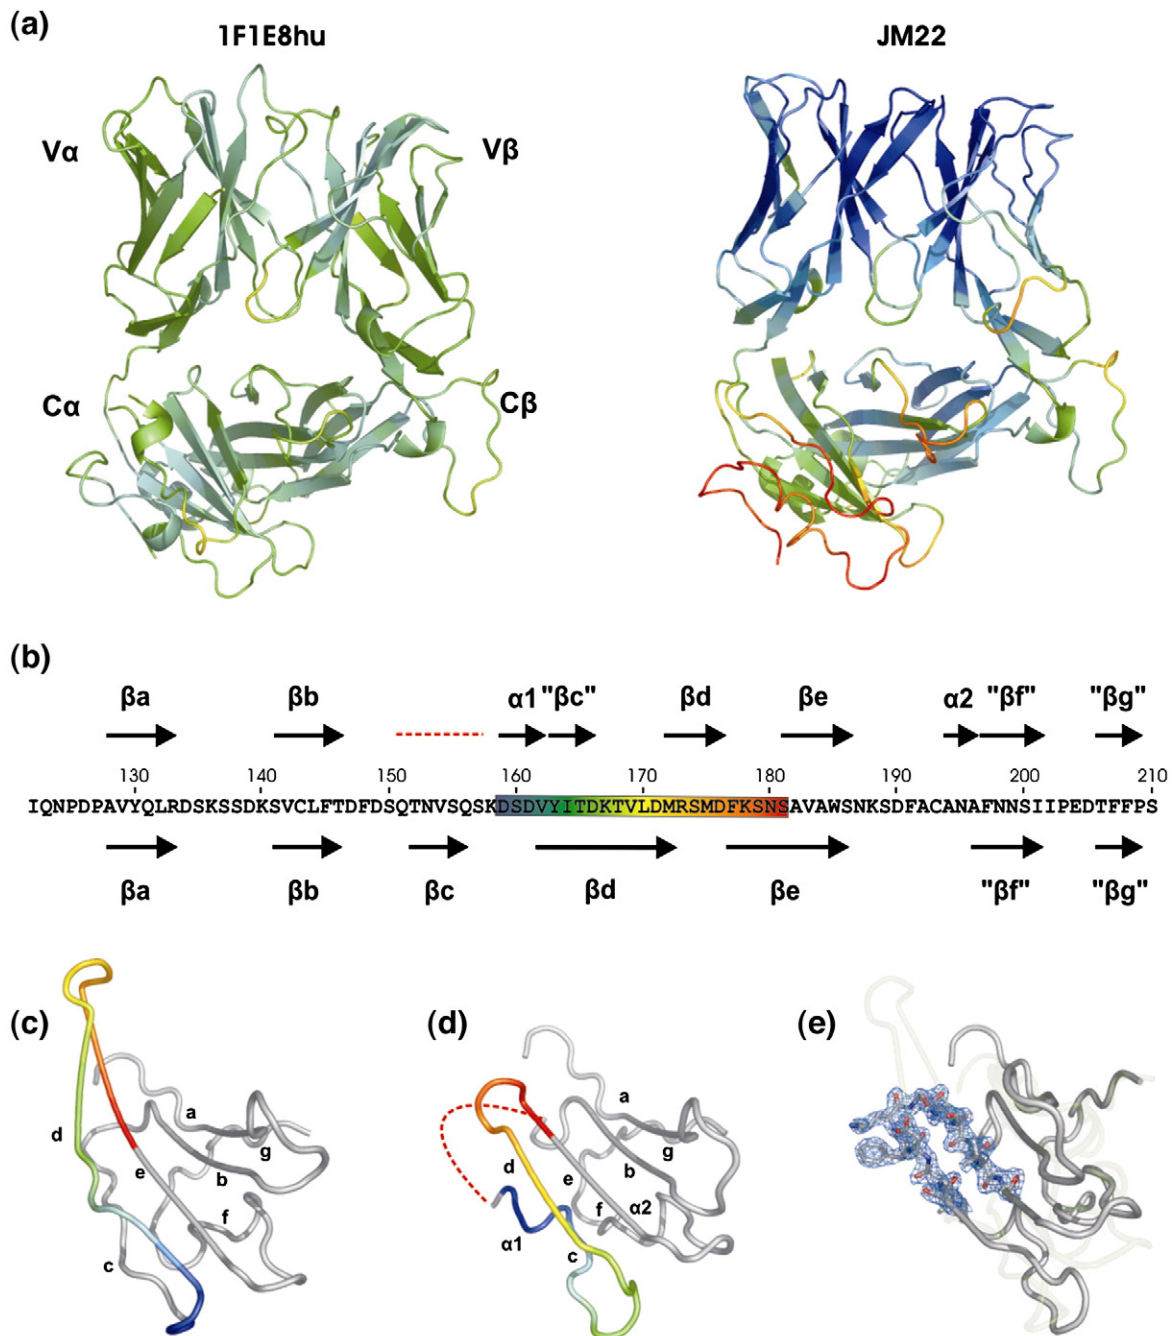 (a)
1F1E8hu JM22
Vα Vβ
Cα Cβ
(b)
βa βb α1 "βc" βd βe α2 "βf" "βg"
130 140 150 160 170 180 190 200 210
IQNPDPAVYQLRDSKSSDKSVCLFTDFDSQTNVSQSKDSDVYITDKTVLDMRSMDFKSNSAVAWSNKSDFACANAFNNSIIPEDTFFPS
βa βb βc βd βe "βf" "βg"
(c) (d) (e)
a
d g
e b
f
c
a
g
d e b
f α2
α1 c